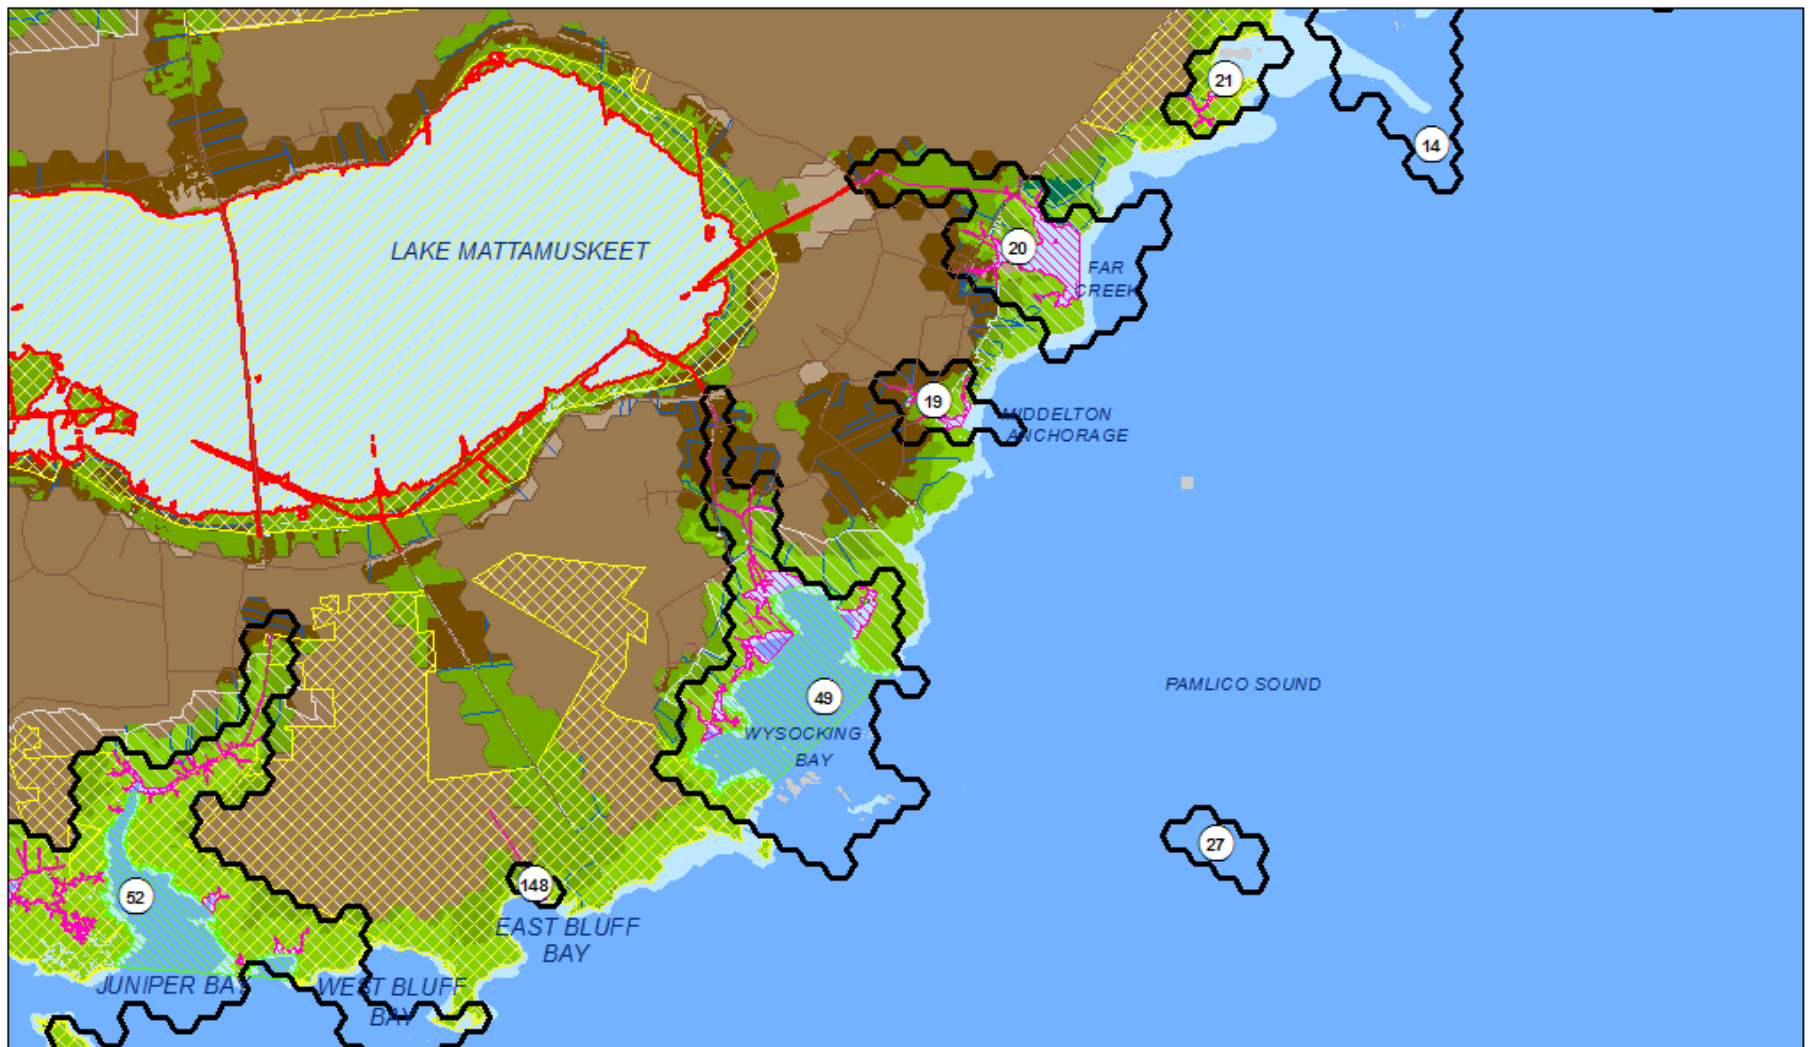 21
14
LAKE MATTAMUSKEET
20
FAR
CREEK
19
MIDDELTON
ANCHORAGE
PAMLICO SOUND
49
WYSOCKING
BAY
27
148
52
EAST BLUFF
BAY
JUNIPER BAY
WEST BLUFF
BAY